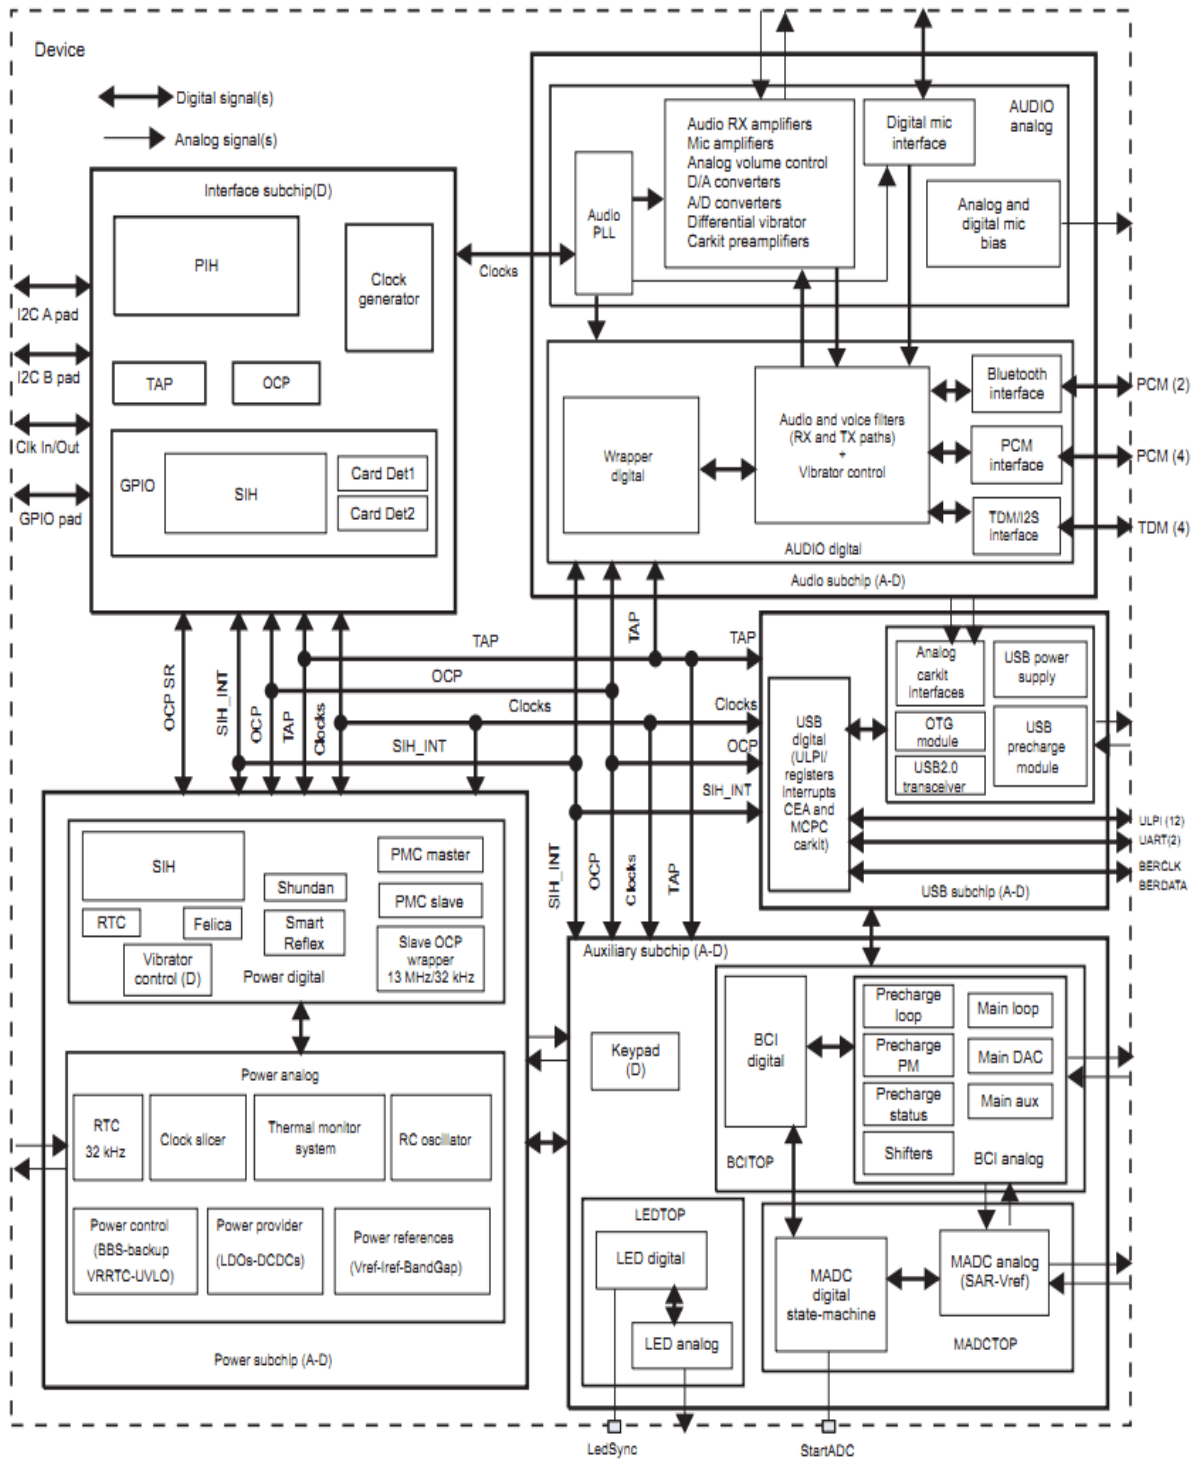 Device
Digital signal(s)
Analog signal(s)
Interface subchip(D)
PIH
Clock
generator
TAP
OCP
GPIO
SIH
Card Det1
Card Det2
I2C A pad
I2C B pad
Clk In/Out
GPIO pad
Clocks
AUDIO
analog
Audio RX amplifiers
Mic amplifiers
Analog volume control
D/A converters
A/D converters
Differential vibrator
Carkit preamplifiers
Digital mic
interface
Audio
PLL
Analog and
digital mic
bias
Wrapper
digital
Audio and voice filters
(RX and TX paths)
+
Vibrator control
Bluetooth
interface
PCM
interface
TDM/I2S
Interface
AUDIO digital
Audio subchip (A-D)
PCM (2)
PCM (4)
TDM (4)
OCP SR
SIH_INT
OCP
TAP
Clocks
TAP
OCP
Clocks
SIH_INT
TAP
TAP
Clocks
OCP
SIH_INT
SIH_INT
OCP
Clocks
TAP
USB
digital
(ULPI/
registers
interrupts
CEA and
MCPC
carkit)
Analog
carkit
interfaces
USB power
supply
OTG
module
USB
precharge
module
USB2.0
transceiver
USB subchip (A-D)
ULPI (12)
UART(2)
BERCLK
BERDATA
SIH
PMC master
Shundan
PMC slave
RTC
Felica
Smart
Reflex
Slave OCP
wrapper
13 MHz/32 kHz
Vibrator
control (D)
Power digital
Power analog
RTC
32 kHz
Clock slicer
Thermal monitor
system
RC oscillator
Power control
(BBS-backup
VRRTC-UVLO)
Power provider
(LDOs-DCDCs)
Power references
(Vref-Iref-BandGap)
Power subchip (A-D)
Auxiliary subchip (A-D)
Keypad
(D)
BCI
digital
BCITOP
Precharge
loop
Main loop
Precharge
PM
Main DAC
Precharge
status
Main aux
Shifters
BCI analog
LEDTOP
LED digital
LED analog
MADC
digital
state-machine
MADC analog
(SAR-Vref)
MADCTOP
LedSync
StartADC